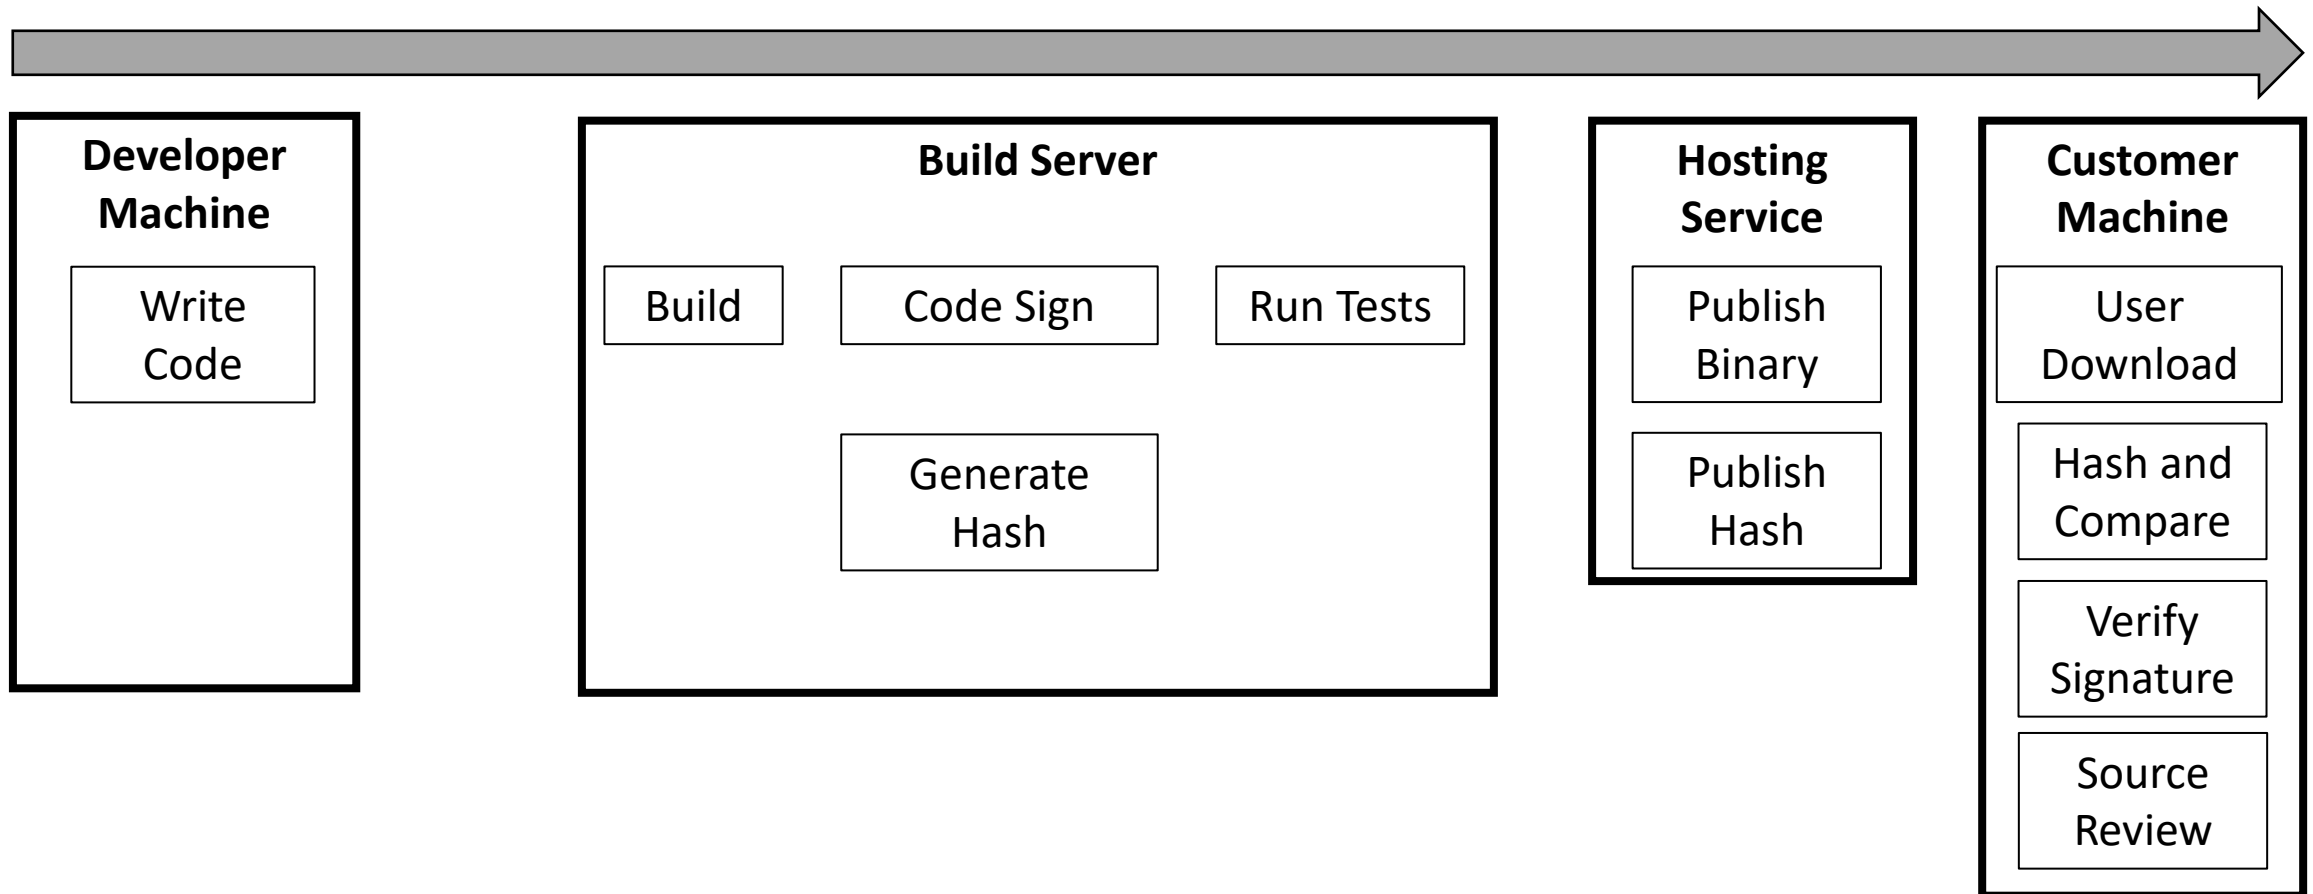 Developer
Machine
Write
Code
Build Server
Build
Code Sign
Run Tests
Generate
Hash
Hosting
Service
Publish
Binary
Publish
Hash
Customer
Machine
User
Download
Hash and
Compare
Verify
Signature
Source
Review